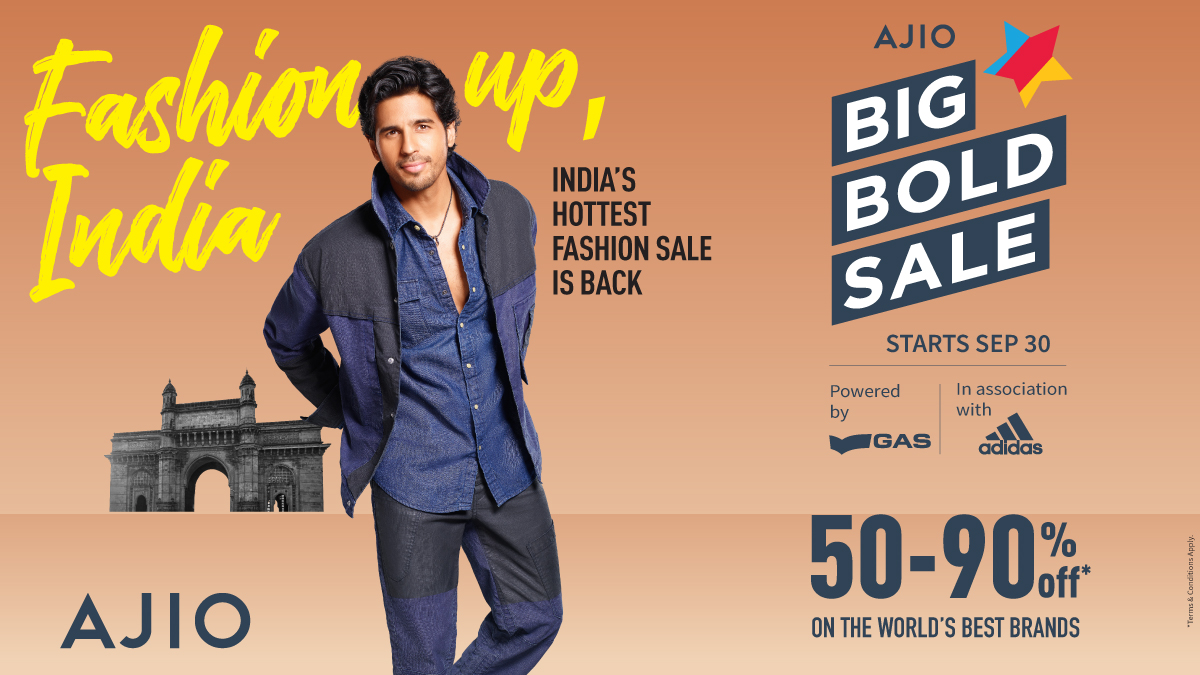 Fashion up,
India
INDIA'S
HOTTEST
FASHION SALE
IS BACK
AJIO
BIG
BOLD
SALE
STARTS SEP 30
Powered
by
GAS
In association
with
adidas
50-90% off*
ON THE WORLD'S BEST BRANDS
*Terms & Conditions Apply.
AJIO